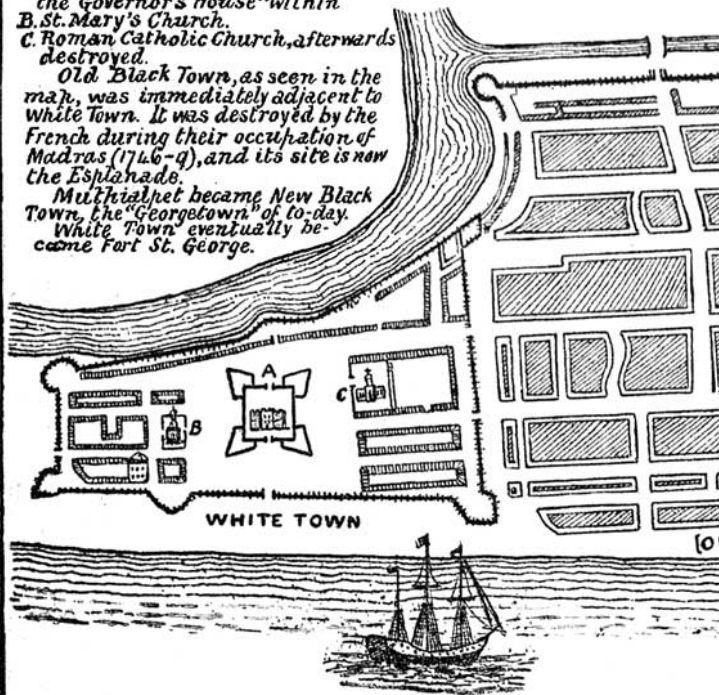 the Governor's House within
B. St. Mary's Church.
C. Roman Catholic Church, afterwards
destroyed.
Old Black Town, as seen in the
map, was immediately adjacent to
White Town. It was destroyed by the
French during their occupation of
Madras (1746-9), and its site is now
the Esplanade.
Muthialpet became New Black
Town, the "Georgetown" of to-day.
White Town eventually be-
came Fort St. George.
A
B
C
WHITE TOWN
[O